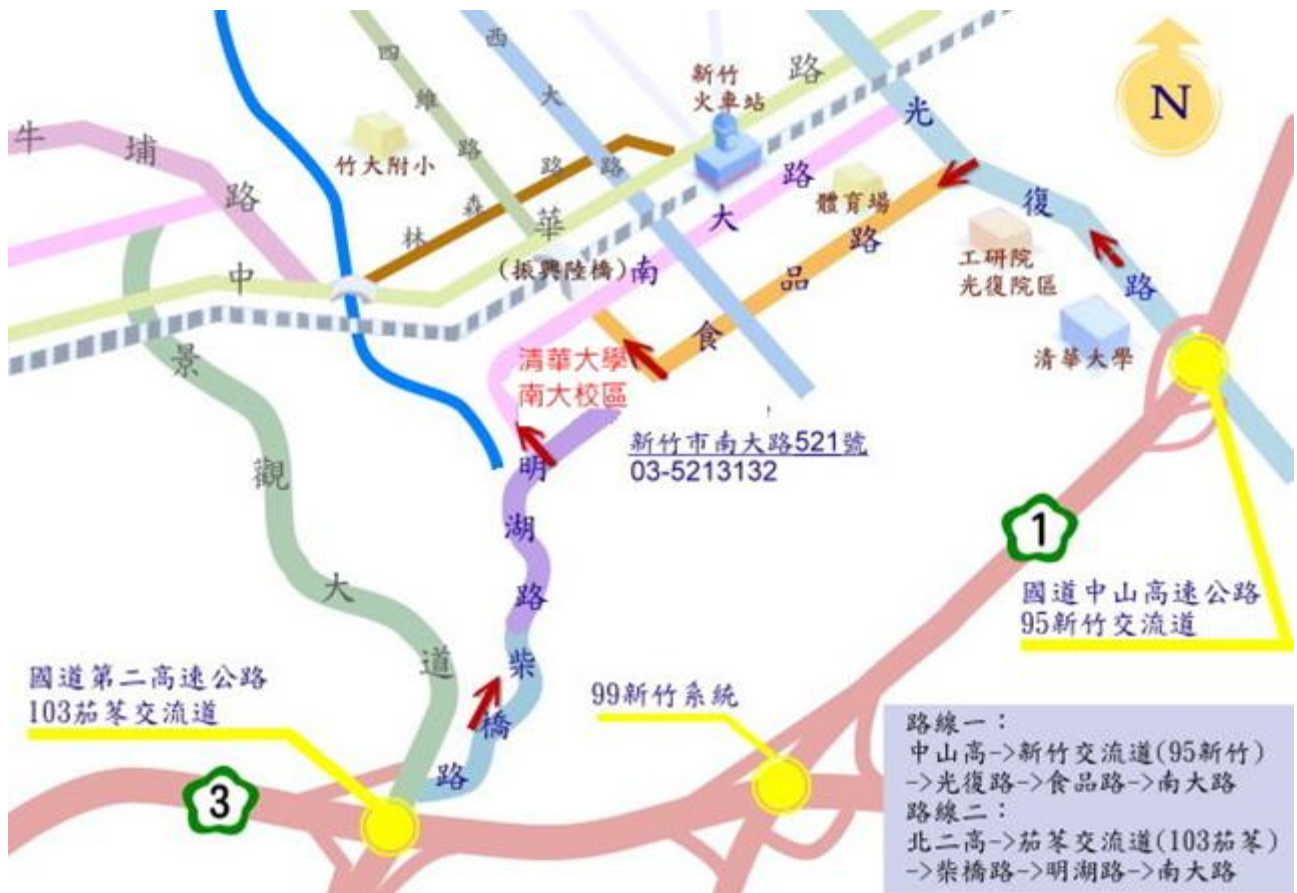 四維路
西大路
新竹
火車站
中華路
光復路
N
牛埔路
竹大附小
林森路
南大路
體育場
食品路
工研院
光復院區
清華大學
(振興陸橋)
清華大學
南大校區
新竹市南大路521號
03-5213132
景觀大道
明湖路
柴橋路
1
國道中山高速公路
95新竹交流道
國道第二高速公路
103茄苳交流道
99新竹系統
3
路線一：
中山高->新竹交流道(95新竹)
->光復路->食品路->南大路
路線二：
北二高->茄苳交流道(103茄苳)
->柴橋路->明湖路->南大路